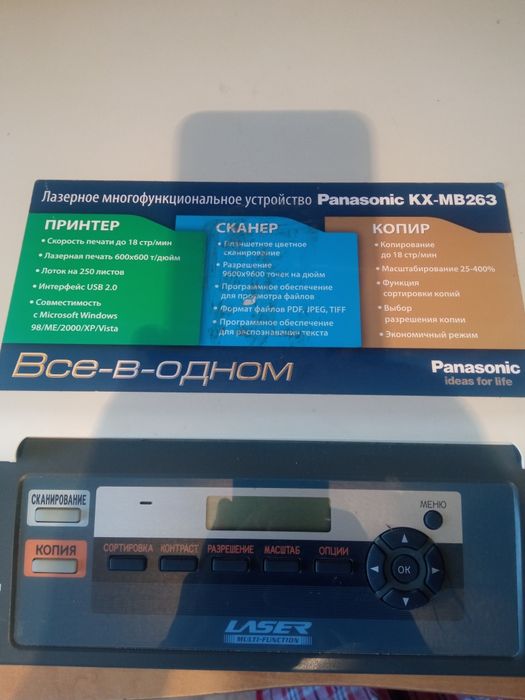 Лазерное многофункциональное устройство Panasonic KX-MB263
ПРИНТЕР
• Скорость печати до 18 стр/мин
• Лазерная печать 600х600 т/дюйм
• Лоток на 250 листов
• Интерфейс USB 2.0
• Совместимость
с Microsoft Windows
98/ME/2000/XP/Vista
СКАНЕР
• Планшетное цветное
сканирование
• Разрешение
9600х9600 точек на дюйм
• Программное обеспечение
для просмотра файлов
• Формат файлов PDF, JPEG, TIFF
• Программное обеспечение
для распознавания текста
КОПИР
• Копирование
до 18 стр/мин
• Масштабирование 25-400%
• Функция
сортировки копий
• Выбор
разрешения копии
• Экономичный режим
Все-в-одном
Panasonic
ideas for life
СКАНИРОВАНИЕ
МЕНЮ
КОПИЯ
СОРТИРОВКА КОНТРАСТ РАЗРЕШЕНИЕ МАСШТАБ ОПЦИИ
OK
LASER
MULTI-FUNCTION